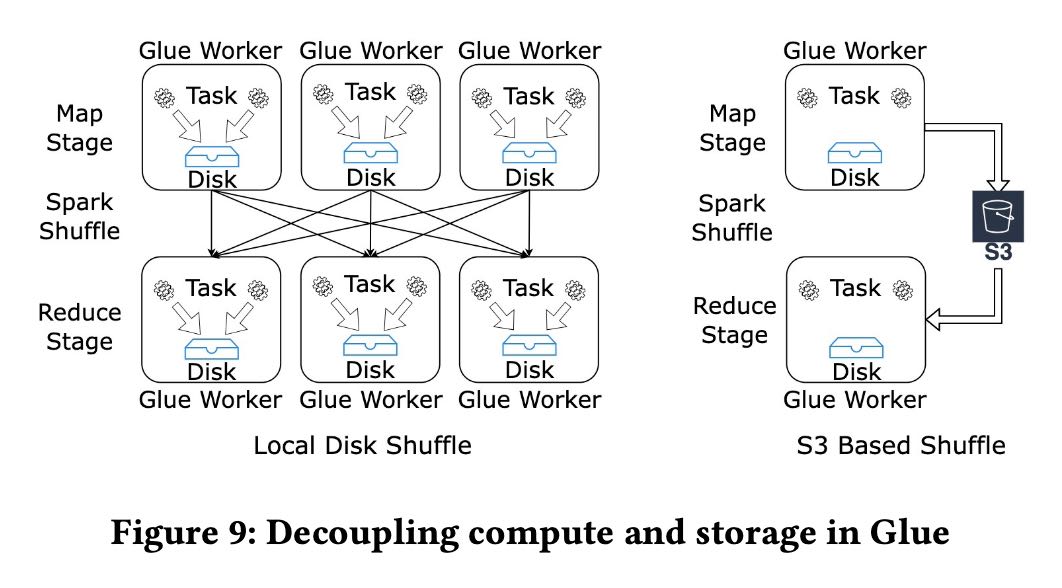 Glue Worker Glue Worker Glue Worker
Map
Stage
Task Task Task
Disk Disk Disk
Spark
Shuffle
Reduce
Stage
Task Task Task
Disk Disk Disk
Glue Worker Glue Worker Glue Worker
Local Disk Shuffle
Glue Worker
Map
Stage
Task
Disk
Spark
Shuffle
S3
Reduce
Stage
Task
Disk
Glue Worker
S3 Based Shuffle
Figure 9: Decoupling compute and storage in Glue